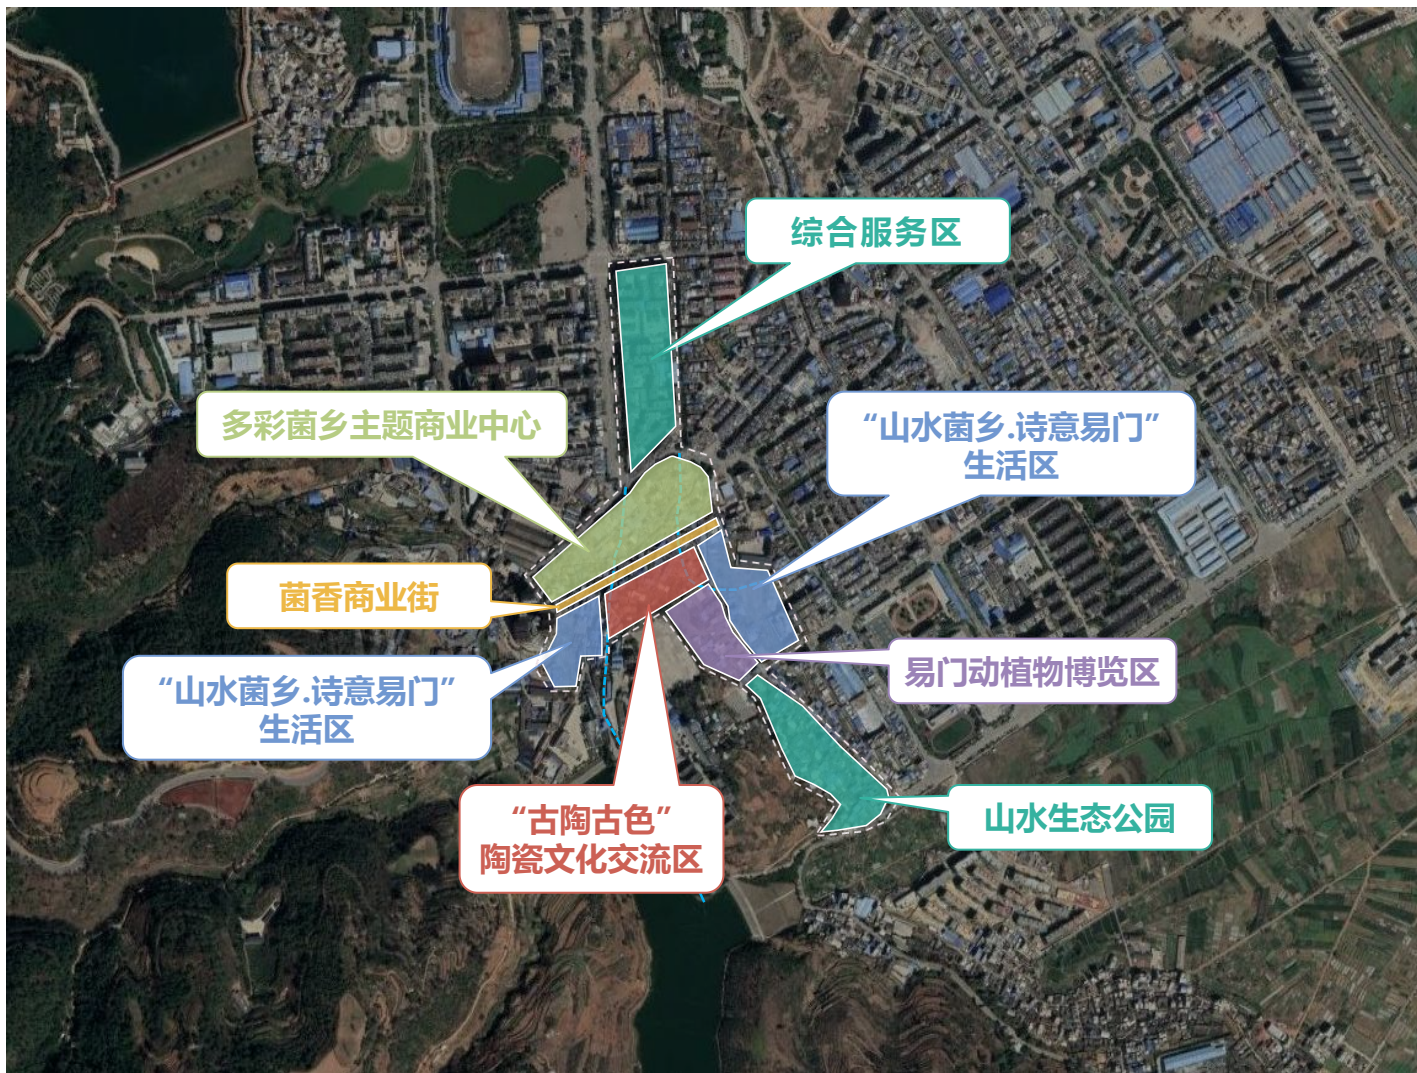 综合服务区
多彩菌乡主题商业中心
“山水菌乡.诗意易门”
生活区
菌香商业街
“山水菌乡.诗意易门”
生活区
易门动植物博览区
“古陶古色”
陶瓷文化交流区
山水生态公园